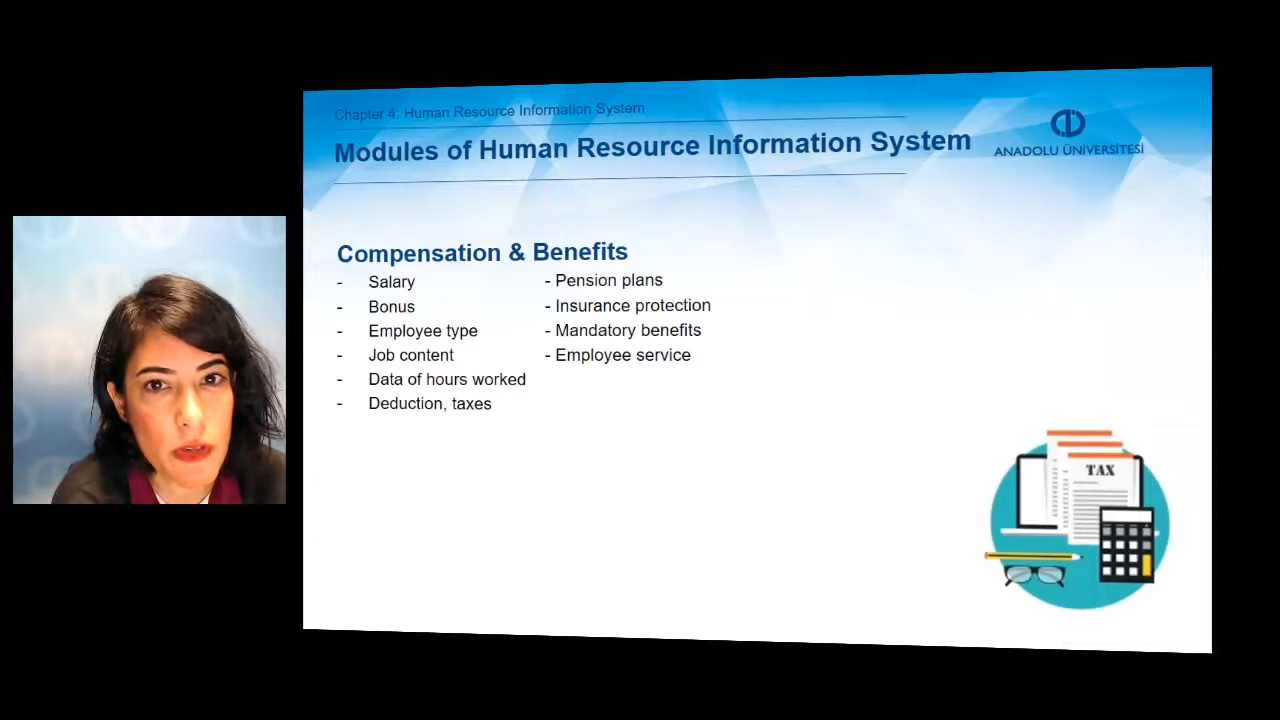 Chapter 4: Human Resource Information System
Modules of Human Resource Information System
ANADOLU ÜNİVERSİTESİ
Compensation & Benefits
- Salary
- Bonus
- Employee type
- Job content
- Data of hours worked
- Deduction, taxes
- Pension plans
- Insurance protection
- Mandatory benefits
- Employee service
TAX